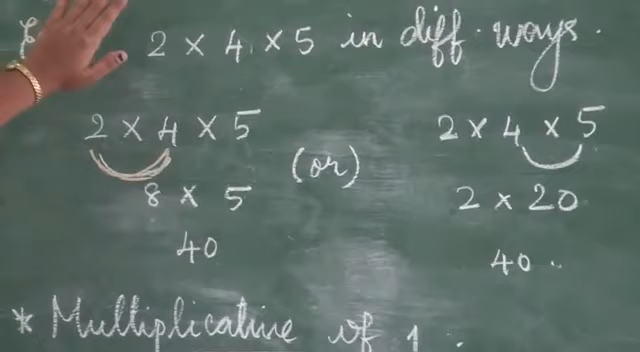 2 × 4 × 5 in diff. ways.
2 × 4 × 5
8 × 5
40
(or)
2 × 4 × 5
2 × 20
40.
* Multiplicative of 1 :